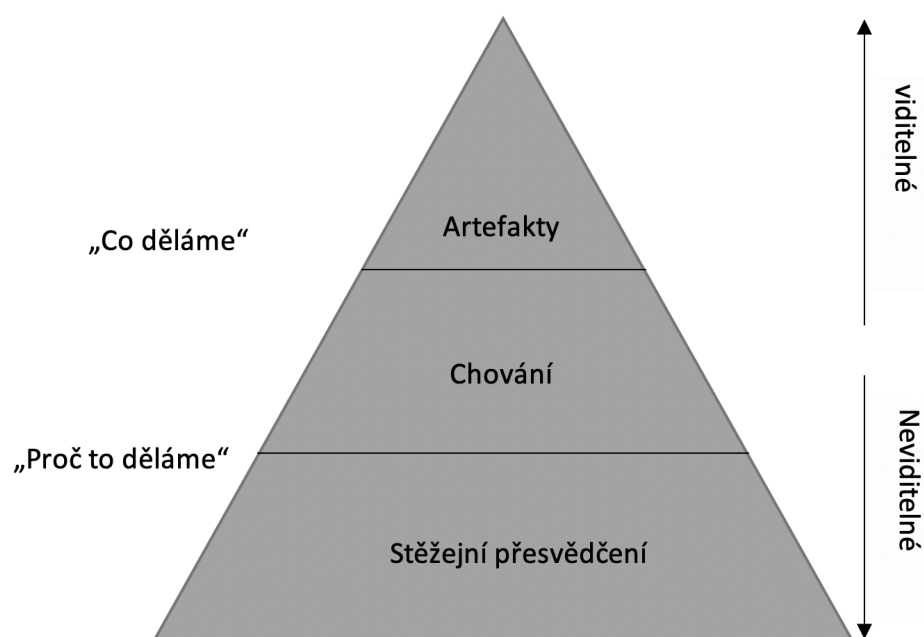 viditelné
Artefakty
„Co děláme“
Chování
„Proč to děláme“
Neviditelné
Stěžejní přesvědčení